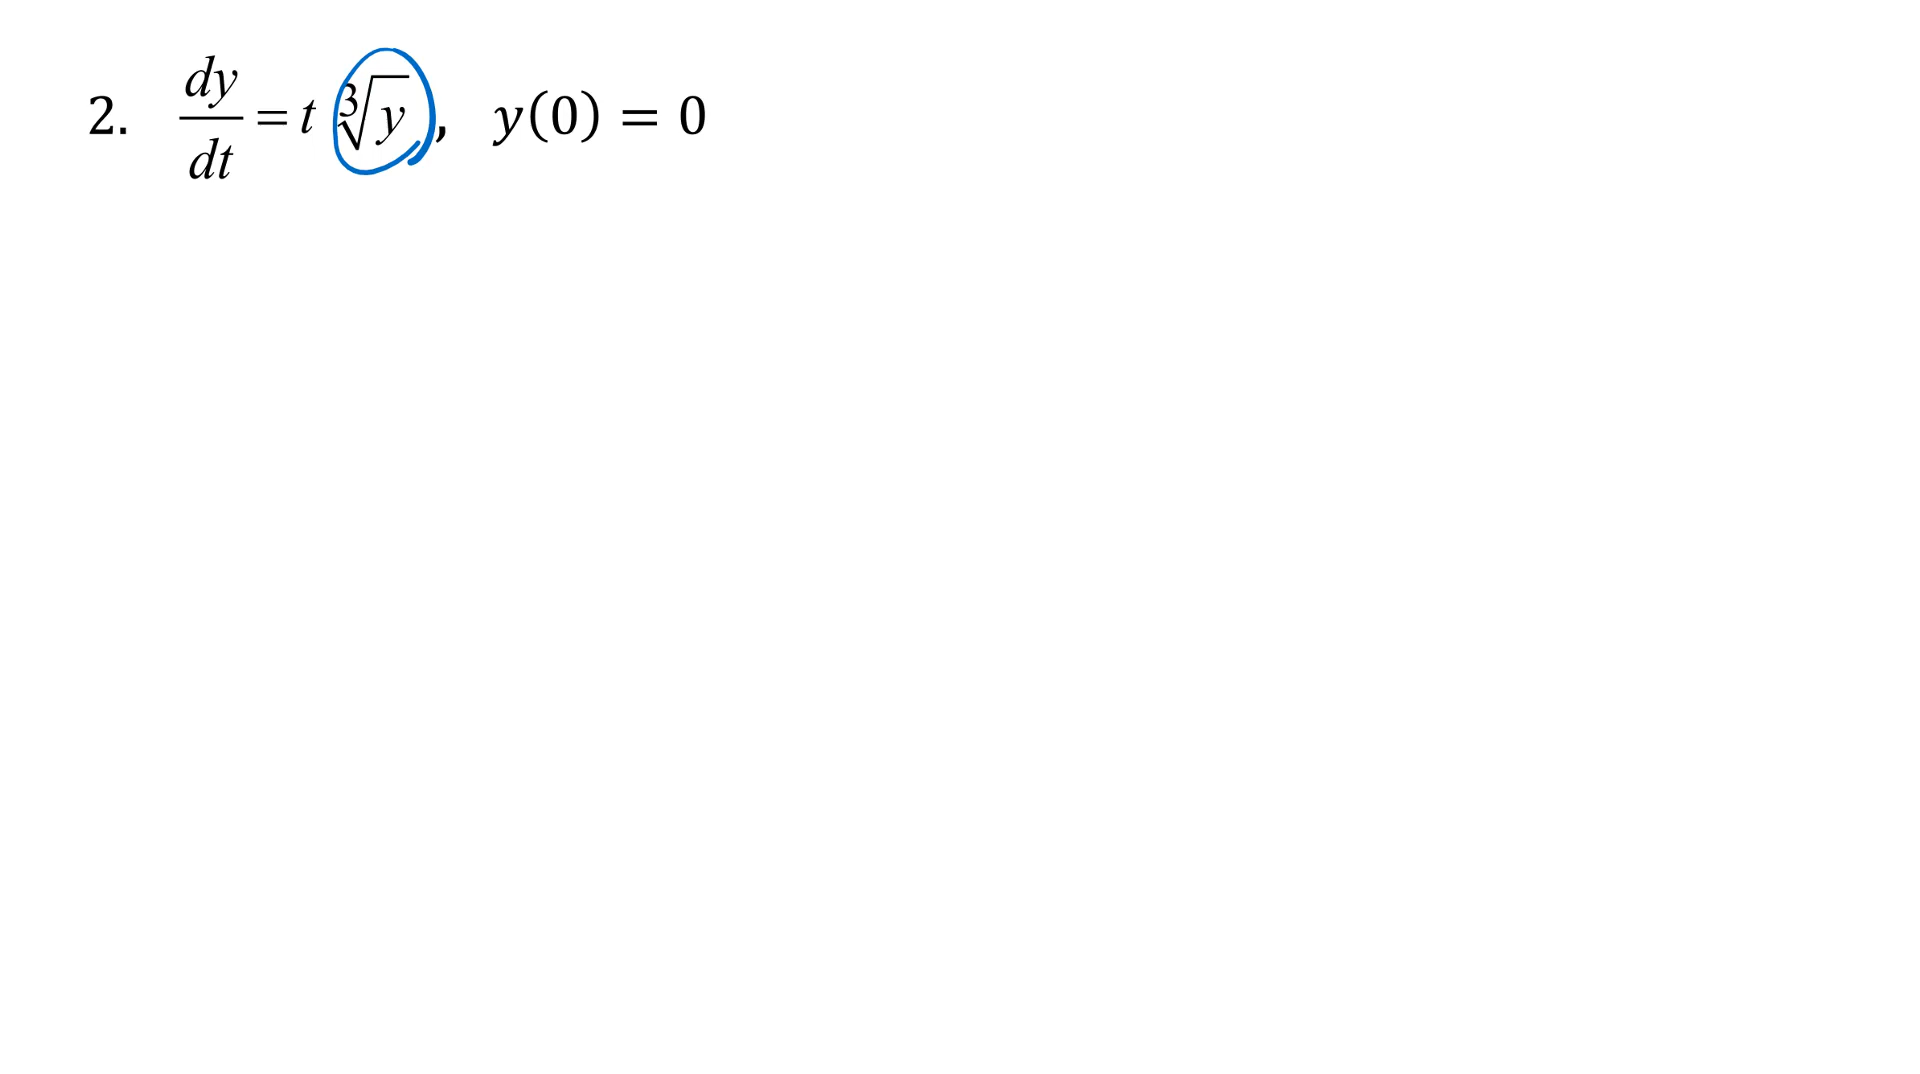 2. dy/dt = t ∛y, y(0) = 0